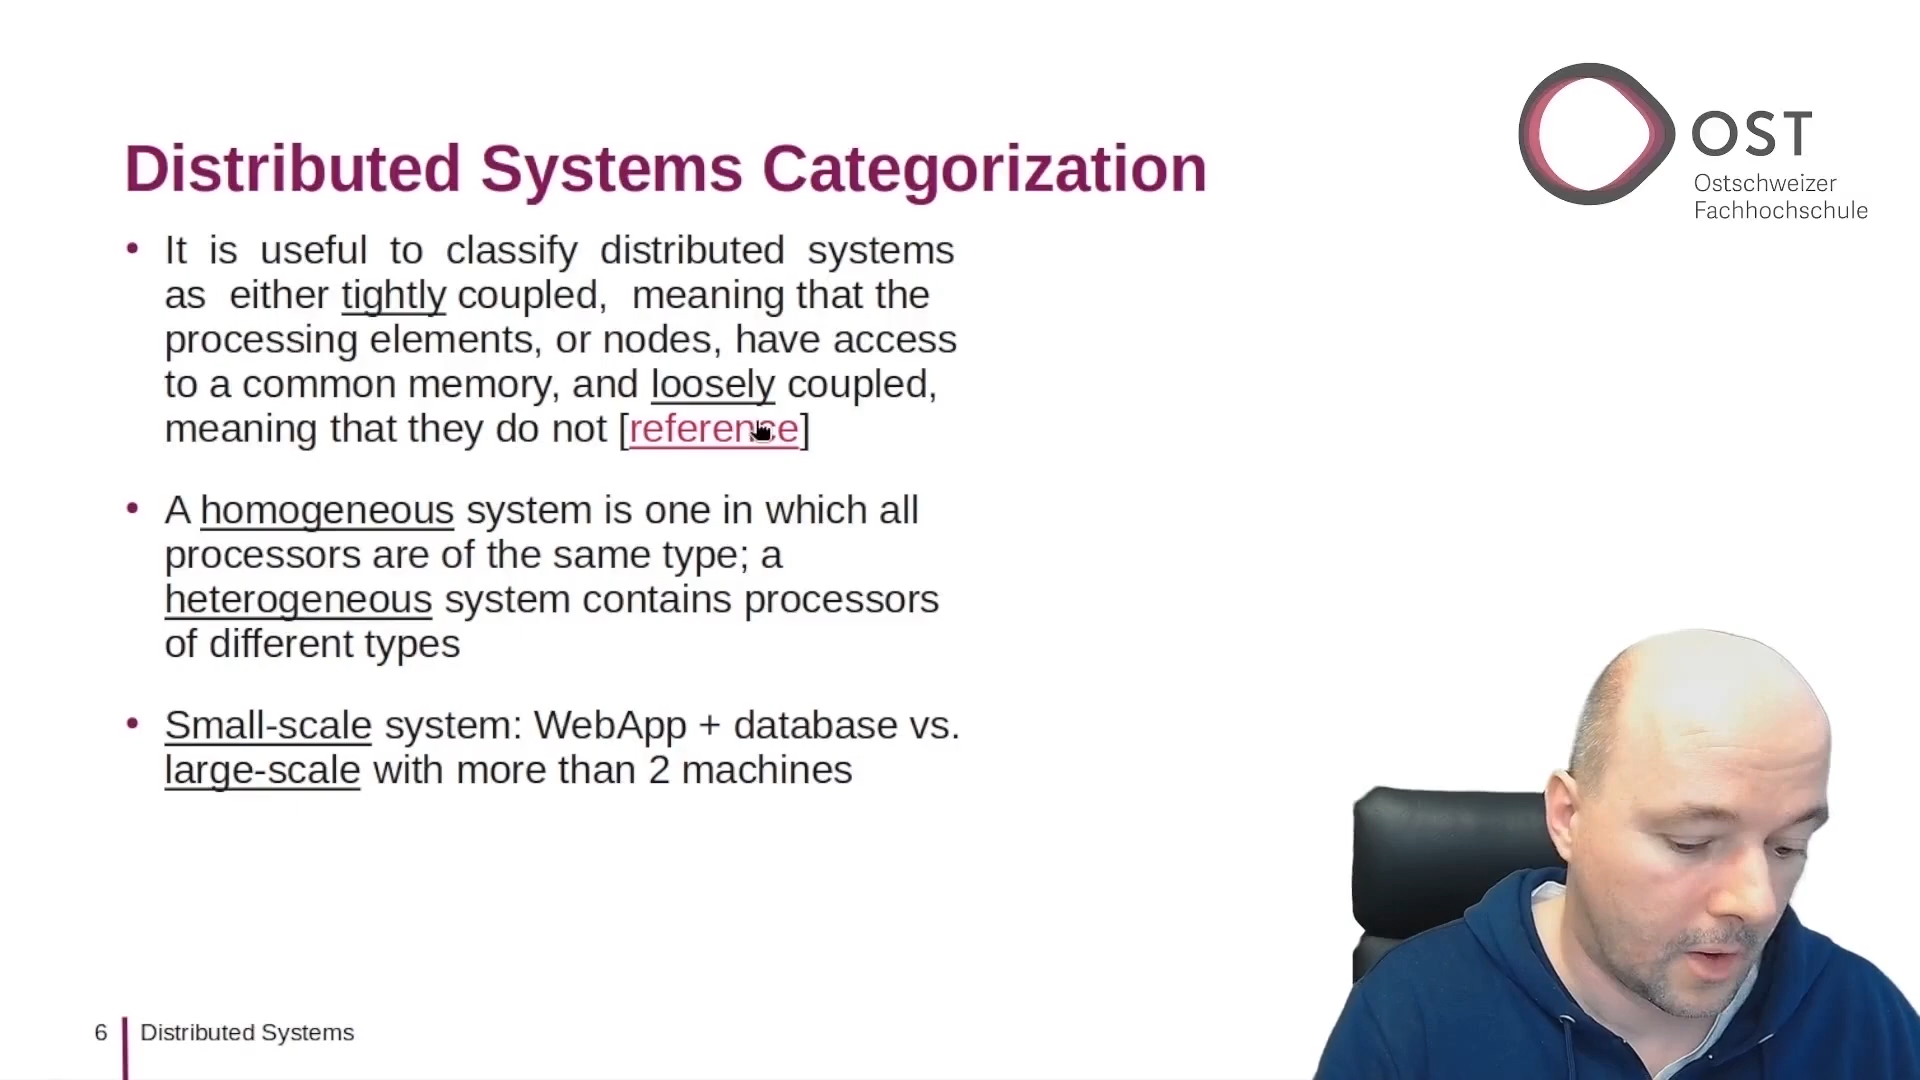 OST
Ostschweizer
Fachhochschule
Distributed Systems Categorization
• It is useful to classify distributed systems
as either tightly coupled, meaning that the
processing elements, or nodes, have access
to a common memory, and loosely coupled,
meaning that they do not [reference]
• A homogeneous system is one in which all
processors are of the same type; a
heterogeneous system contains processors
of different types
• Small-scale system: WebApp + database vs.
large-scale with more than 2 machines
6 Distributed Systems